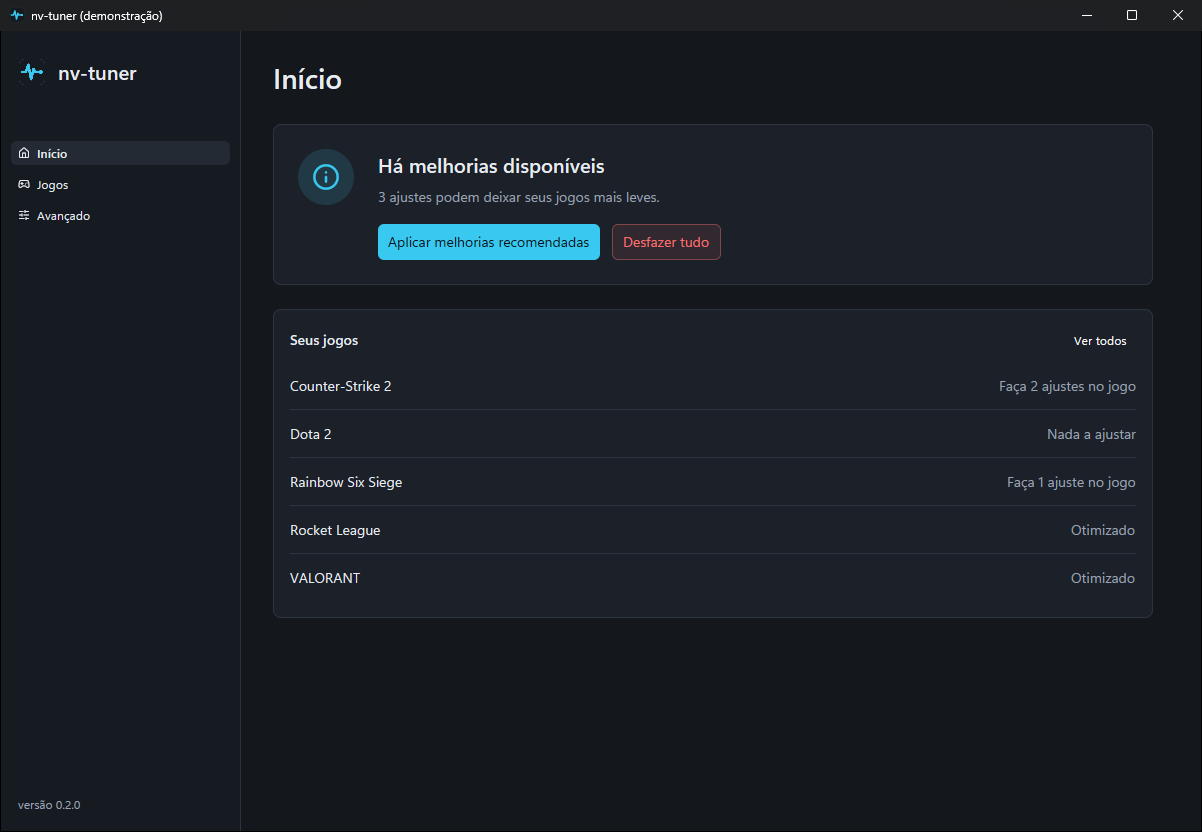 nv-tuner (demonstração)
nv-tuner
Início
Jogos
Avançado
versão 0.2.0
Início
Há melhorias disponíveis
3 ajustes podem deixar seus jogos mais leves.
Aplicar melhorias recomendadas
Desfazer tudo
Seus jogos
Ver todos
Counter-Strike 2
Faça 2 ajustes no jogo
Dota 2
Nada a ajustar
Rainbow Six Siege
Faça 1 ajuste no jogo
Rocket League
Otimizado
VALORANT
Otimizado